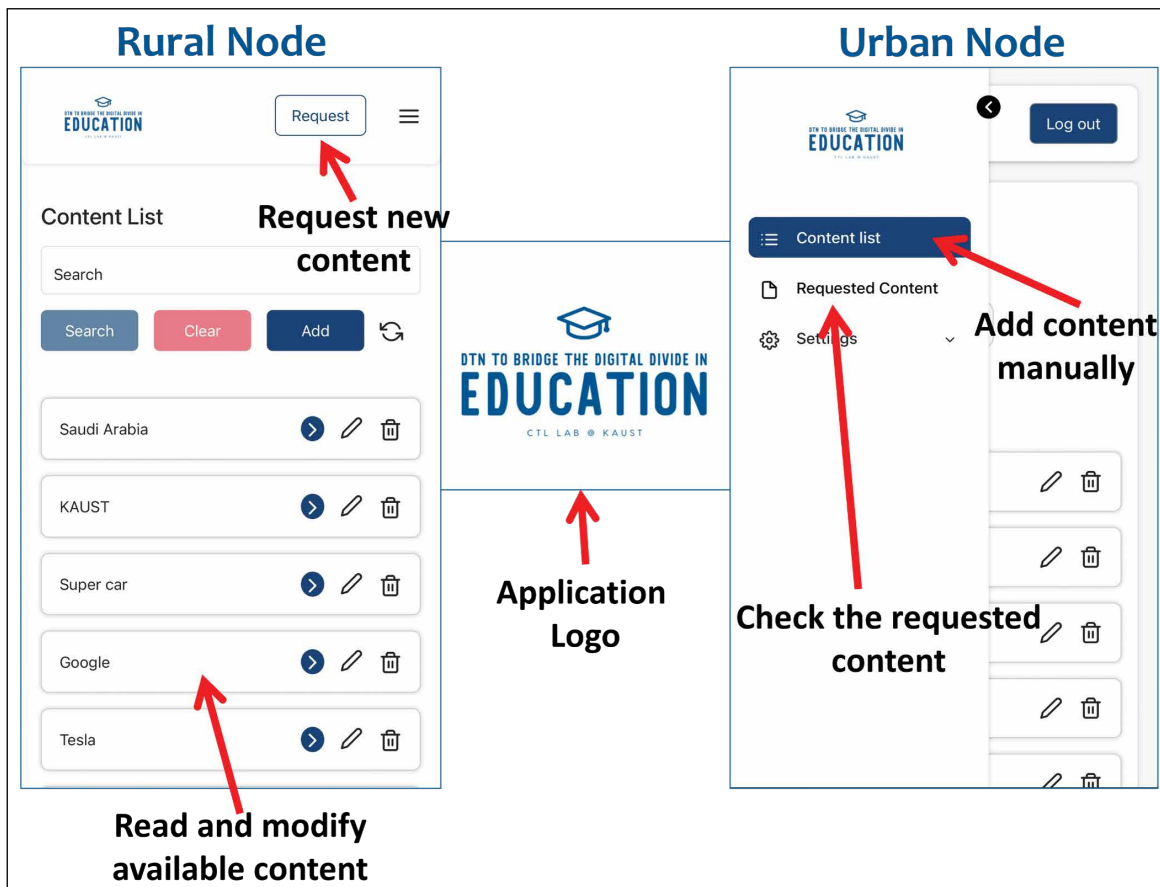 Rural Node
Urban Node
DTN TO BRIDGE THE DIGITAL DIVIDE IN
EDUCATION
CTL LAB @ KAUST
Request
Request new
content
Content List
Search
Search
Clear
Add
Saudi Arabia
KAUST
Super car
Google
Tesla
Read and modify
available content
DTN TO BRIDGE THE DIGITAL DIVIDE IN
EDUCATION
CTL LAB @ KAUST
Application
Logo
DTN TO BRIDGE THE DIGITAL DIVIDE IN
EDUCATION
CTL LAB @ KAUST
Log out
Content list
Requested Content
Settings
Add content
manually
Check the requested
content